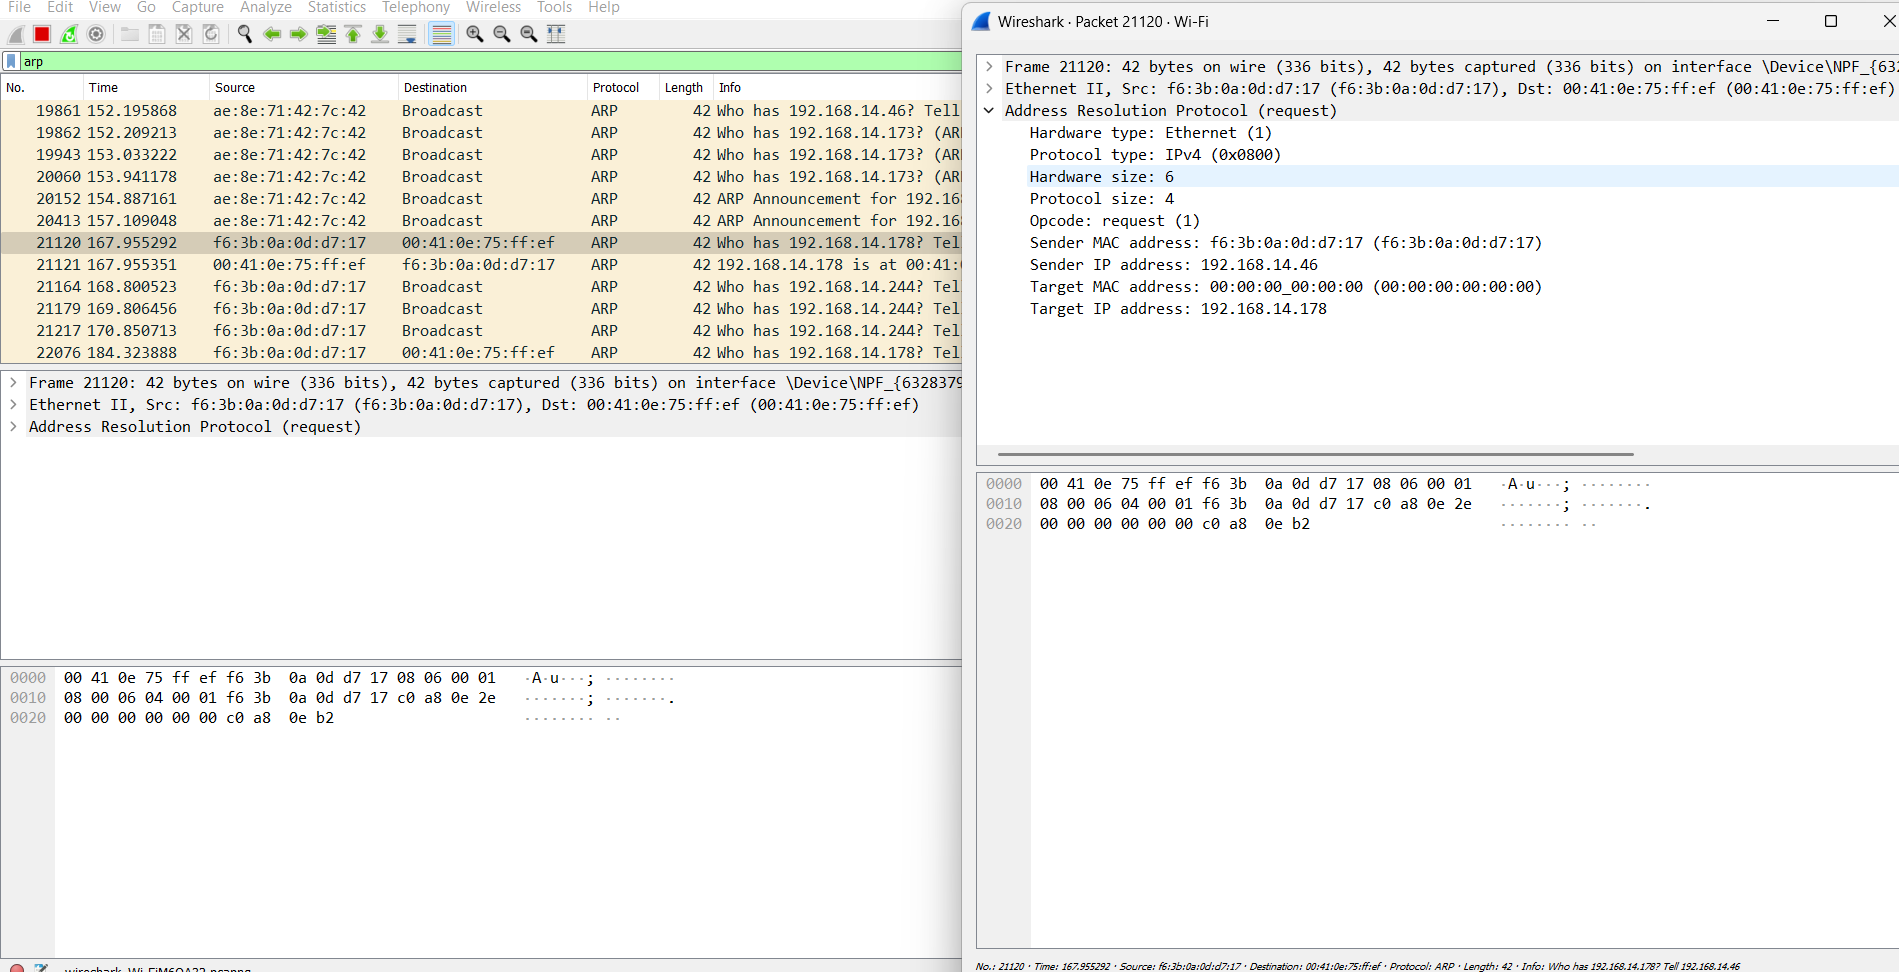 File Edit View Go Capture Analyze Statistics Telephony Wireless Tools Help
arp
No. Time Source Destination Protocol Length Info
19861 152.195868 ae:8e:71:42:7c:42 Broadcast ARP 42 Who has 192.168.14.46? Tell
19862 152.209213 ae:8e:71:42:7c:42 Broadcast ARP 42 Who has 192.168.14.173? (AR
19943 153.033222 ae:8e:71:42:7c:42 Broadcast ARP 42 Who has 192.168.14.173? (AR
20060 153.941178 ae:8e:71:42:7c:42 Broadcast ARP 42 Who has 192.168.14.173? (AR
20152 154.887161 ae:8e:71:42:7c:42 Broadcast ARP 42 ARP Announcement for 192.16
20413 157.109048 ae:8e:71:42:7c:42 Broadcast ARP 42 ARP Announcement for 192.16
21120 167.955292 f6:3b:0a:0d:d7:17 00:41:0e:75:ff:ef ARP 42 Who has 192.168.14.178? Tel
21121 167.955351 00:41:0e:75:ff:ef f6:3b:0a:0d:d7:17 ARP 42 192.168.14.178 is at 00:41:
21164 168.800523 f6:3b:0a:0d:d7:17 Broadcast ARP 42 Who has 192.168.14.244? Tel
21179 169.806456 f6:3b:0a:0d:d7:17 Broadcast ARP 42 Who has 192.168.14.244? Tel
21217 170.850713 f6:3b:0a:0d:d7:17 Broadcast ARP 42 Who has 192.168.14.244? Tel
22076 184.323888 f6:3b:0a:0d:d7:17 00:41:0e:75:ff:ef ARP 42 Who has 192.168.14.178? Tel
Frame 21120: 42 bytes on wire (336 bits), 42 bytes captured (336 bits) on interface \Device\NPF_{6328379
Ethernet II, Src: f6:3b:0a:0d:d7:17 (f6:3b:0a:0d:d7:17), Dst: 00:41:0e:75:ff:ef (00:41:0e:75:ff:ef)
Address Resolution Protocol (request)
0000 00 41 0e 75 ff ef f6 3b 0a 0d d7 17 08 06 00 01 ·A·u···; ········
0010 08 00 06 04 00 01 f6 3b 0a 0d d7 17 c0 a8 0e 2e ·······; ·······.
0020 00 00 00 00 00 00 c0 a8 0e b2 ········ ··
Wireshark · Packet 21120 · Wi-Fi
Frame 21120: 42 bytes on wire (336 bits), 42 bytes captured (336 bits) on interface \Device\NPF_{632
Ethernet II, Src: f6:3b:0a:0d:d7:17 (f6:3b:0a:0d:d7:17), Dst: 00:41:0e:75:ff:ef (00:41:0e:75:ff:ef)
Address Resolution Protocol (request)
Hardware type: Ethernet (1)
Protocol type: IPv4 (0x0800)
Hardware size: 6
Protocol size: 4
Opcode: request (1)
Sender MAC address: f6:3b:0a:0d:d7:17 (f6:3b:0a:0d:d7:17)
Sender IP address: 192.168.14.46
Target MAC address: 00:00:00_00:00:00 (00:00:00:00:00:00)
Target IP address: 192.168.14.178
0000 00 41 0e 75 ff ef f6 3b 0a 0d d7 17 08 06 00 01 ·A·u···; ········
0010 08 00 06 04 00 01 f6 3b 0a 0d d7 17 c0 a8 0e 2e ·······; ·······.
0020 00 00 00 00 00 00 c0 a8 0e b2 ········ ··
No.: 21120 · Time: 167.955292 · Source: f6:3b:0a:0d:d7:17 · Destination: 00:41:0e:75:ff:ef · Protocol: ARP · Length: 42 · Info: Who has 192.168.14.178? Tell 192.168.14.46